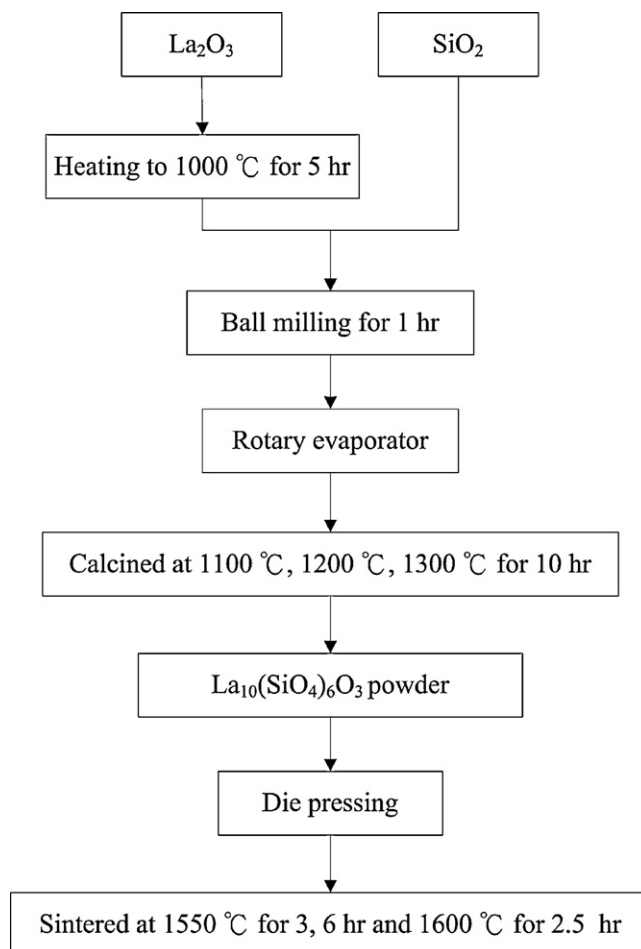 La₂O₃
SiO₂
Heating to 1000 ℃ for 5 hr
Ball milling for 1 hr
Rotary evaporator
Calcined at 1100 ℃, 1200 ℃, 1300 ℃ for 10 hr
La₁₀(SiO₄)₆O₃ powder
Die pressing
Sintered at 1550 ℃ for 3, 6 hr and 1600 ℃ for 2.5 hr